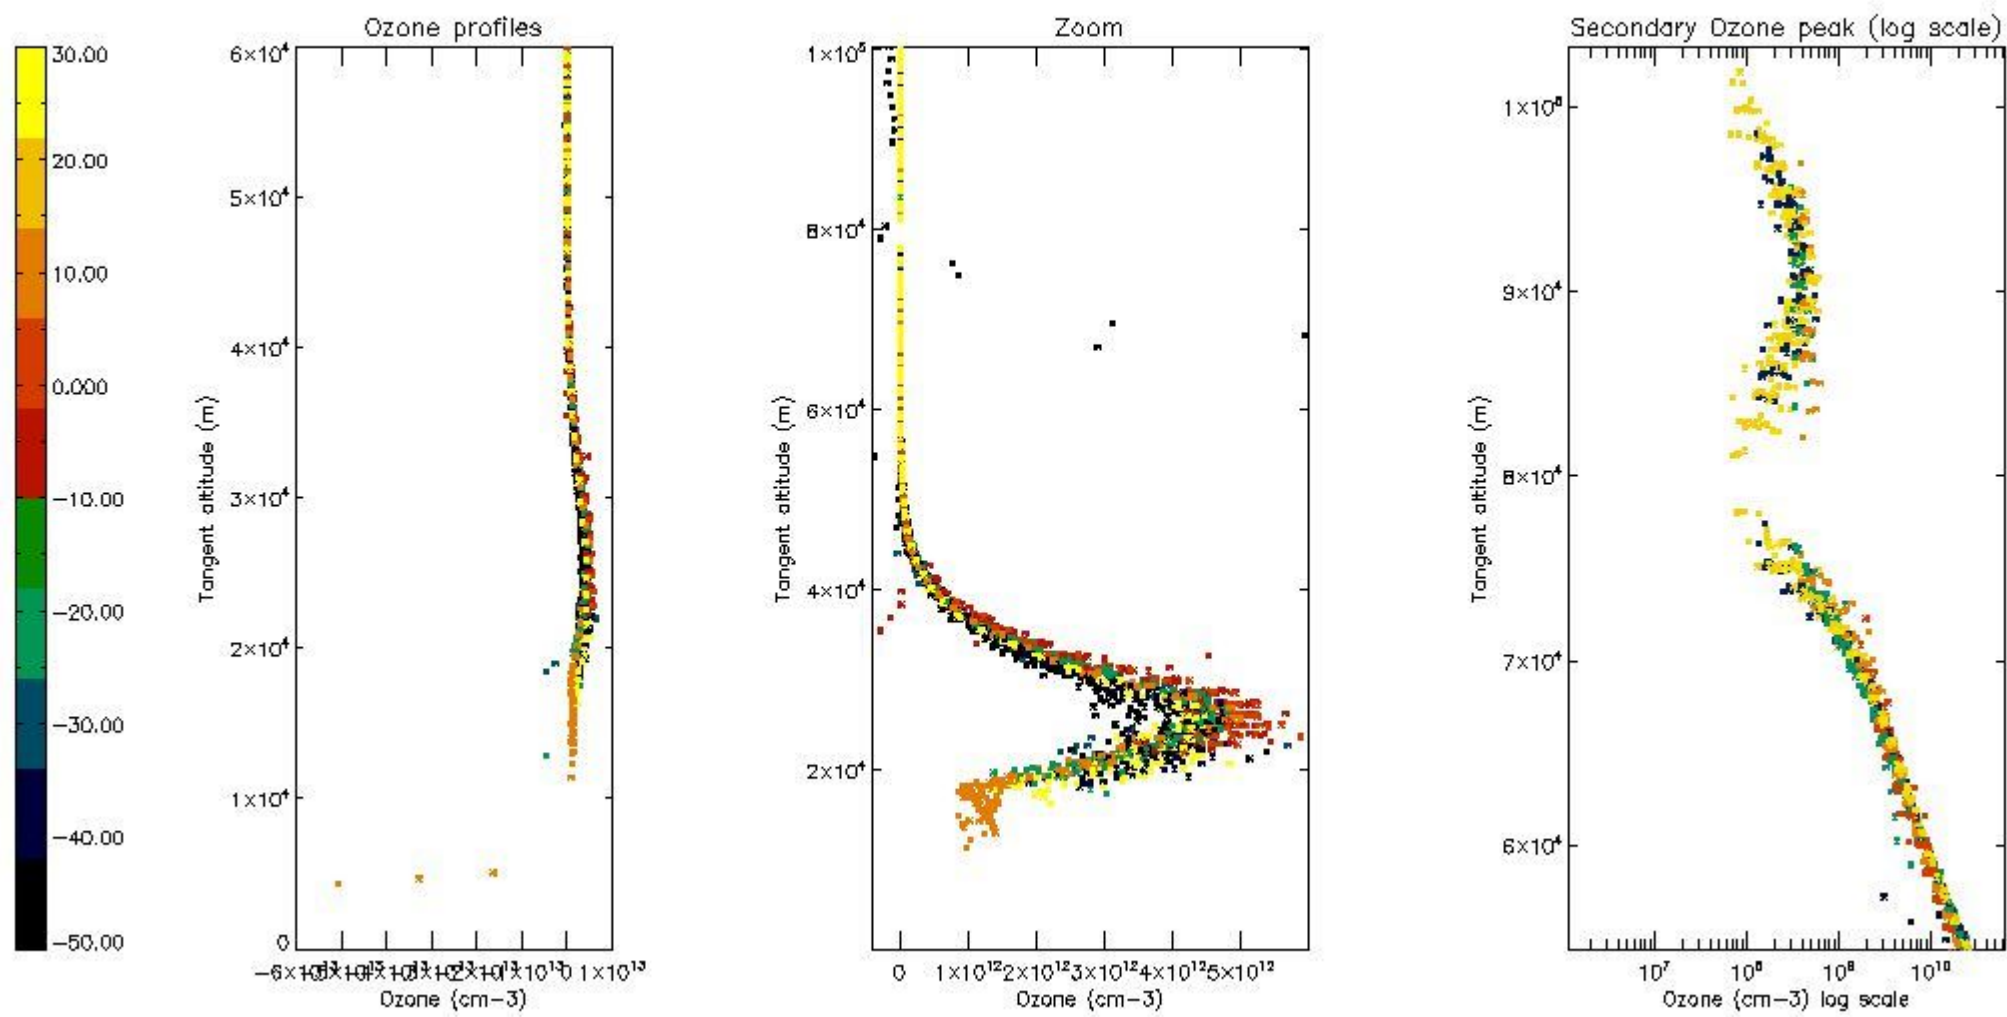 Ozone profiles
Zoom
Secondary Ozone peak (log scale)
30.00
20.00
10.00
0.000
−10.00
−20.00
−30.00
−40.00
−50.00
6×10⁴
5×10⁴
4×10⁴
3×10⁴
2×10⁴
1×10⁴
0
Tangent altitude (m)
0 1×10¹³
Ozone (cm−3)
1×10⁵
8×10⁴
6×10⁴
4×10⁴
2×10⁴
Tangent altitude (m)
0 1×10¹² 2×10¹² 3×10¹² 4×10¹² 5×10¹²
Ozone (cm−3)
1×10⁵
9×10⁴
8×10⁴
7×10⁴
6×10⁴
Tangent altitude (m)
10⁷ 10⁸ 10⁹ 10¹⁰
Ozone (cm−3) log scale